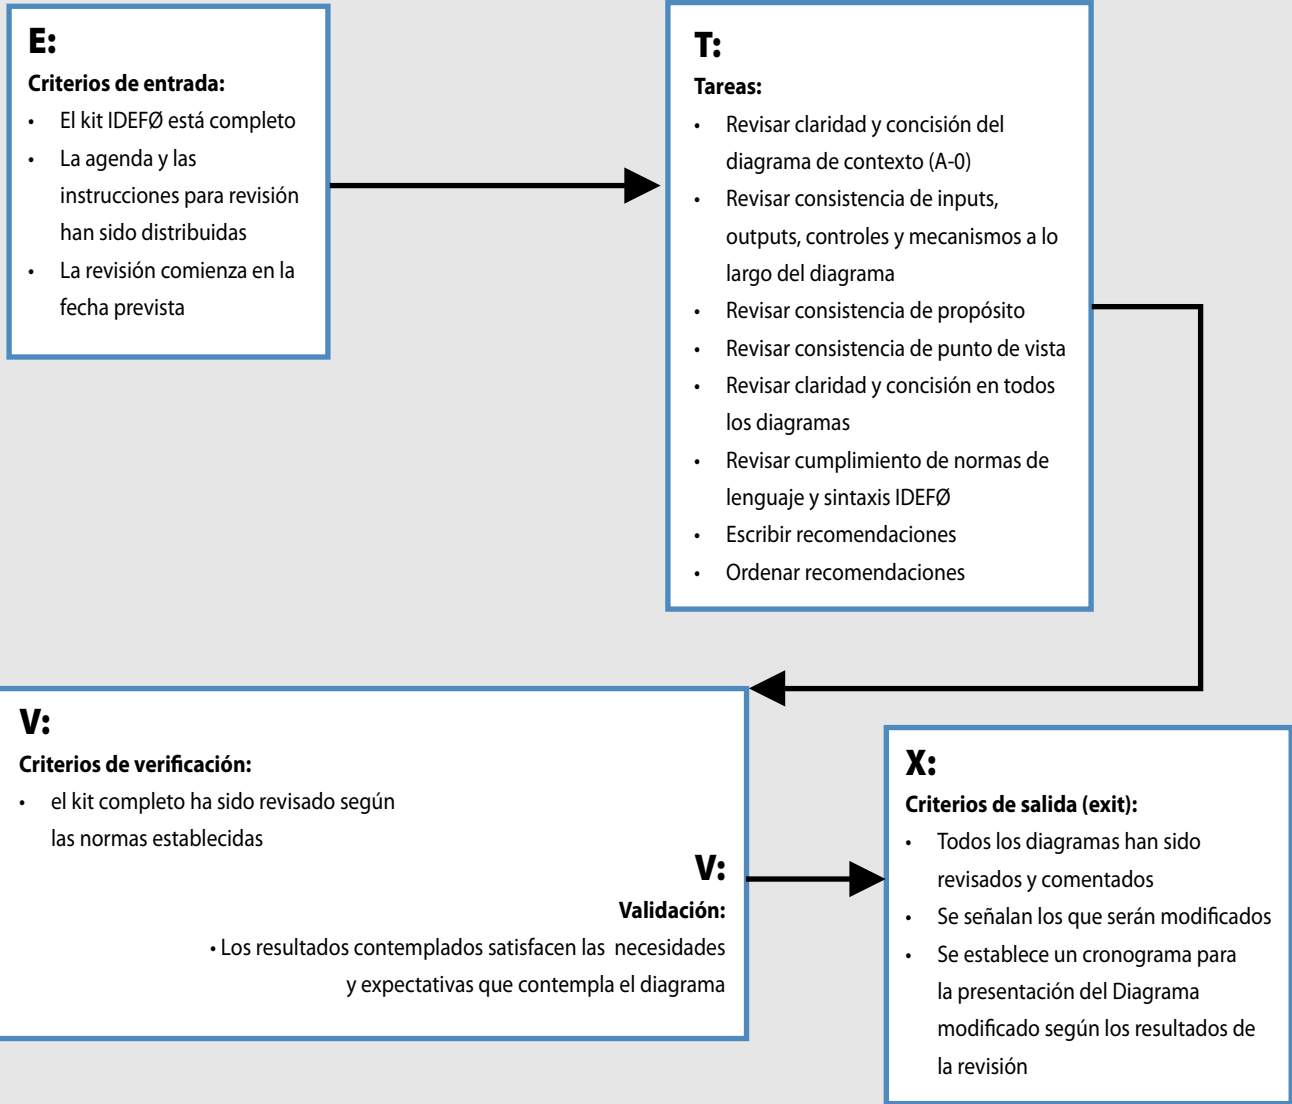 E:
Criterios de entrada:
• El kit IDEFØ está completo
• La agenda y las
instrucciones para revisión
han sido distribuidas
• La revisión comienza en la
fecha prevista
T:
Tareas:
• Revisar claridad y concisión del
diagrama de contexto (A-0)
• Revisar consistencia de inputs,
outputs, controles y mecanismos a lo
largo del diagrama
• Revisar consistencia de propósito
• Revisar consistencia de punto de vista
• Revisar claridad y concisión en todos
los diagramas
• Revisar cumplimiento de normas de
lenguaje y sintaxis IDEFØ
• Escribir recomendaciones
• Ordenar recomendaciones
V:
Criterios de verificación:
• el kit completo ha sido revisado según
las normas establecidas
V:
Validación:
• Los resultados contemplados satisfacen las necesidades
y expectativas que contempla el diagrama
X:
Criterios de salida (exit):
• Todos los diagramas han sido
revisados y comentados
• Se señalan los que serán modificados
• Se establece un cronograma para
la presentación del Diagrama
modificado según los resultados de
la revisión